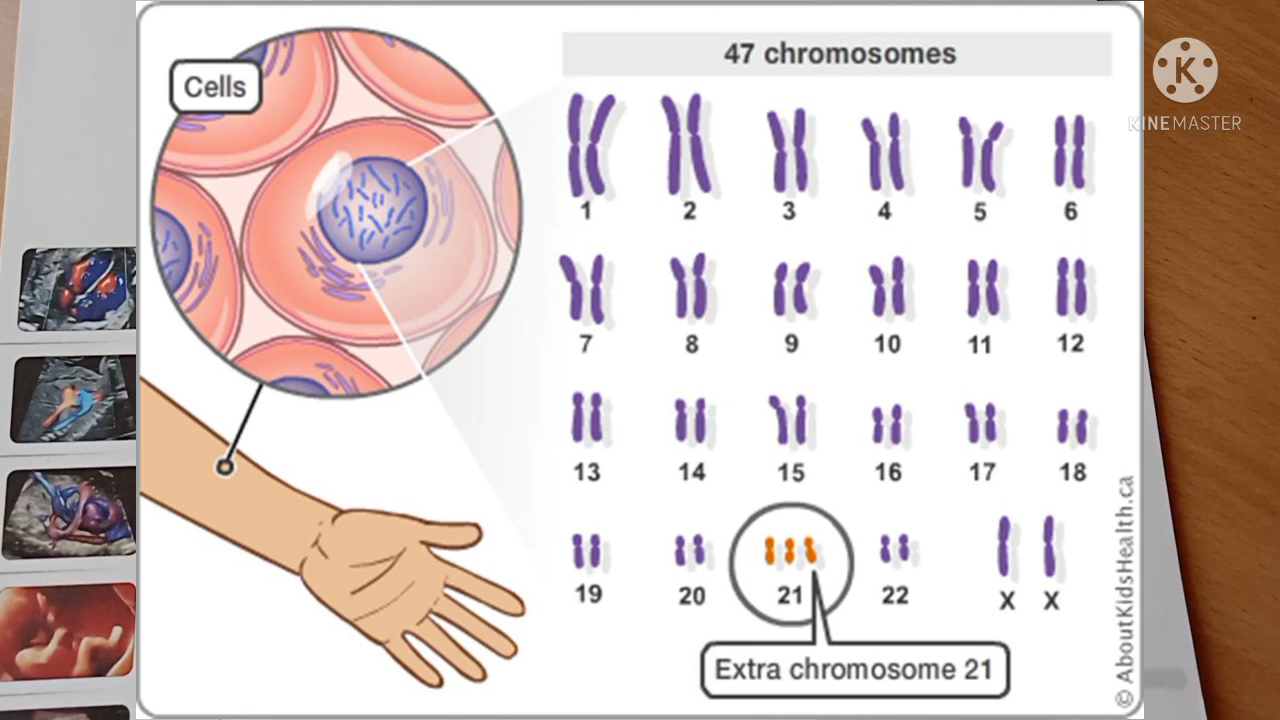 47 chromosomes
Cells
1 2 3 4 5 6
7 8 9 10 11 12
13 14 15 16 17 18
19 20 21 22 X X
Extra chromosome 21
© AboutKidsHealth.ca
K
KINEMASTER